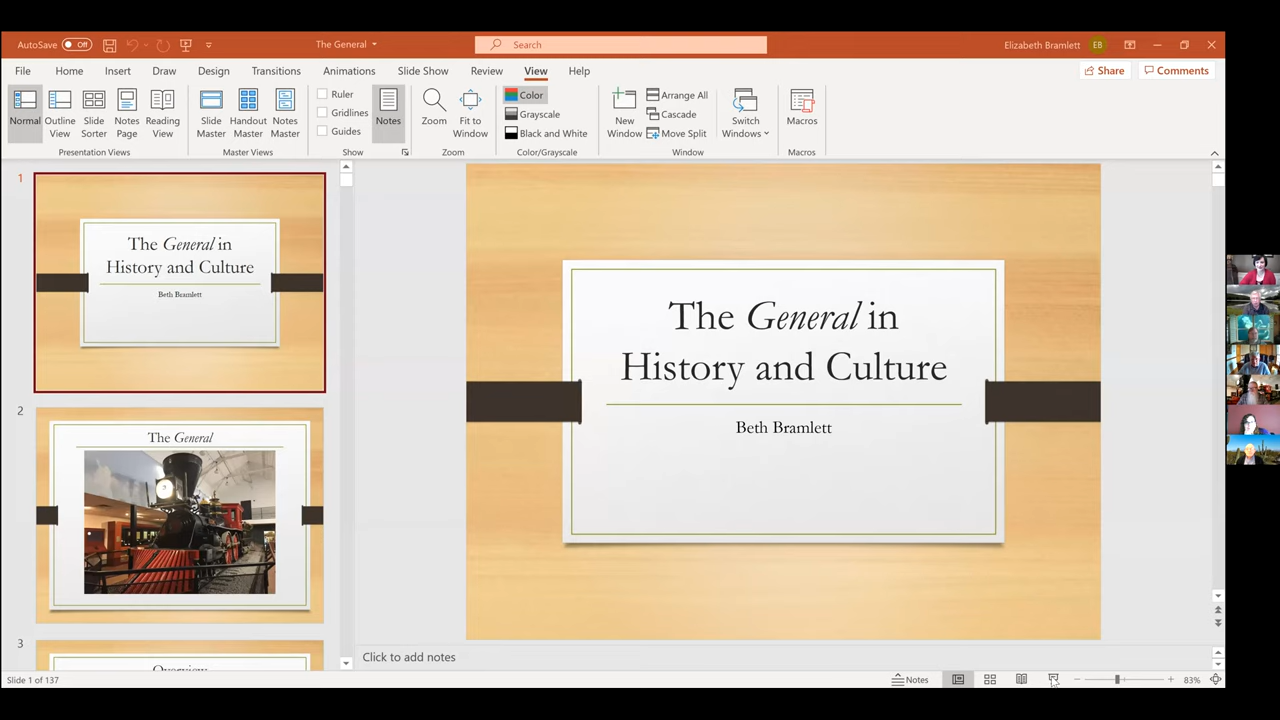 AutoSave Off
The General
Search
Elizabeth Bramlett EB
File Home Insert Draw Design Transitions Animations Slide Show Review View Help
Share Comments
Normal
Outline View
Slide Sorter
Notes Page
Reading View
Presentation Views
Slide Master
Handout Master
Notes Master
Master Views
Ruler
Gridlines
Guides
Show
Notes
Zoom
Fit to Window
Zoom
Color
Grayscale
Black and White
Color/Grayscale
New Window
Arrange All
Cascade
Move Split
Switch Windows
Window
Macros
Macros
1
The General in
History and Culture
Beth Bramlett
2
The General
3
Overview
The General in
History and Culture
Beth Bramlett
Click to add notes
Slide 1 of 137
Notes
83%